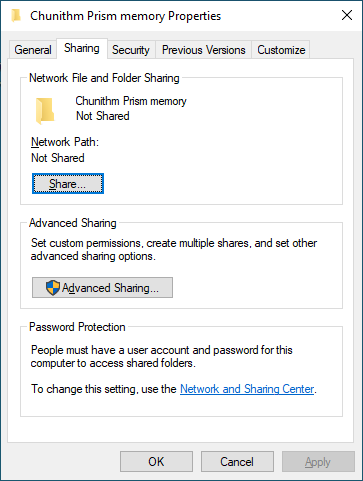 Chunithm Prism memory Properties
General
Sharing
Security
Previous Versions
Customize
Network File and Folder Sharing
Chunithm Prism memory
Not Shared
Network Path:
Not Shared
Share...
Advanced Sharing
Set custom permissions, create multiple shares, and set other
advanced sharing options.
Advanced Sharing...
Password Protection
People must have a user account and password for this
computer to access shared folders.
To change this setting, use the Network and Sharing Center.
OK
Cancel
Apply